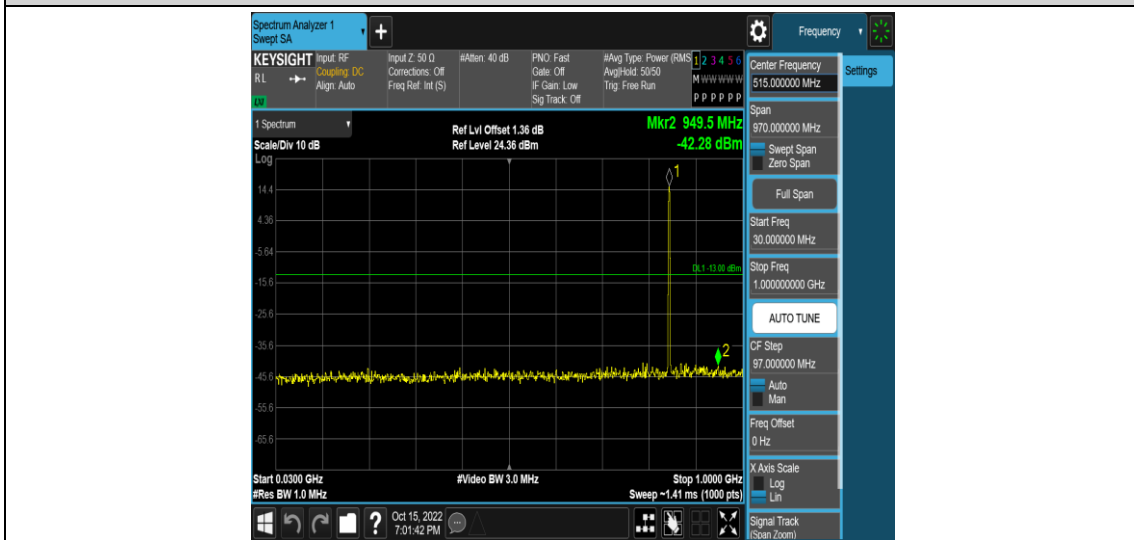 Spectrum Analyzer 1
Swept SA
+
Frequency
KEYSIGHT
RL
LXI
Input: RF
Coupling: DC
Align: Auto
Input Z: 50 Ω
Corrections: Off
Freq Ref: Int (S)
#Atten: 40 dB
PNO: Fast
Gate: Off
IF Gain: Low
Sig Track: Off
#Avg Type: Power (RMS
Avg|Hold: 50/50
Trig: Free Run
1 2 3 4 5 6
M W W W W W
P P P P P P
1 Spectrum
Scale/Div 10 dB
Log
Ref Lvl Offset 1.36 dB
Ref Level 24.36 dBm
Mkr2 949.5 MHz
-42.28 dBm
1
14.4
4.36
-5.64
DL1 -13.00 dBm
-15.6
-25.6
-35.6
2
-45.6
-55.6
-65.6
Start 0.0300 GHz
#Res BW 1.0 MHz
#Video BW 3.0 MHz
Stop 1.0000 GHz
Sweep ~1.41 ms (1000 pts)
Center Frequency
515.000000 MHz
Settings
Span
970.000000 MHz
Swept Span
Zero Span
Full Span
Start Freq
30.000000 MHz
Stop Freq
1.000000000 GHz
AUTO TUNE
CF Step
97.000000 MHz
Auto
Man
Freq Offset
0 Hz
X Axis Scale
Log
Lin
Signal Track
(Span Zoom)
?
Oct 15, 2022
7:01:42 PM